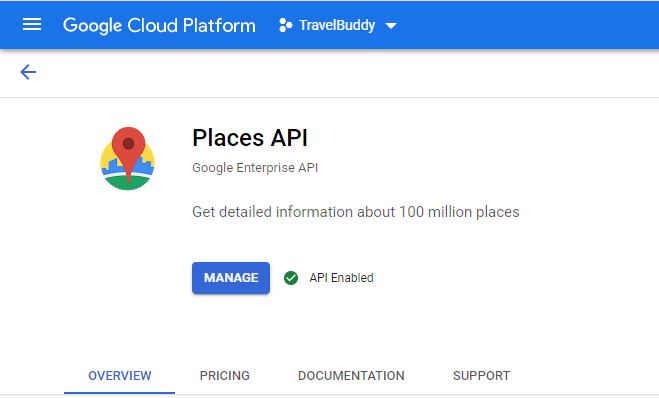 Google Cloud Platform TravelBuddy
Places API
Google Enterprise API
Get detailed information about 100 million places
MANAGE API Enabled
OVERVIEW PRICING DOCUMENTATION SUPPORT